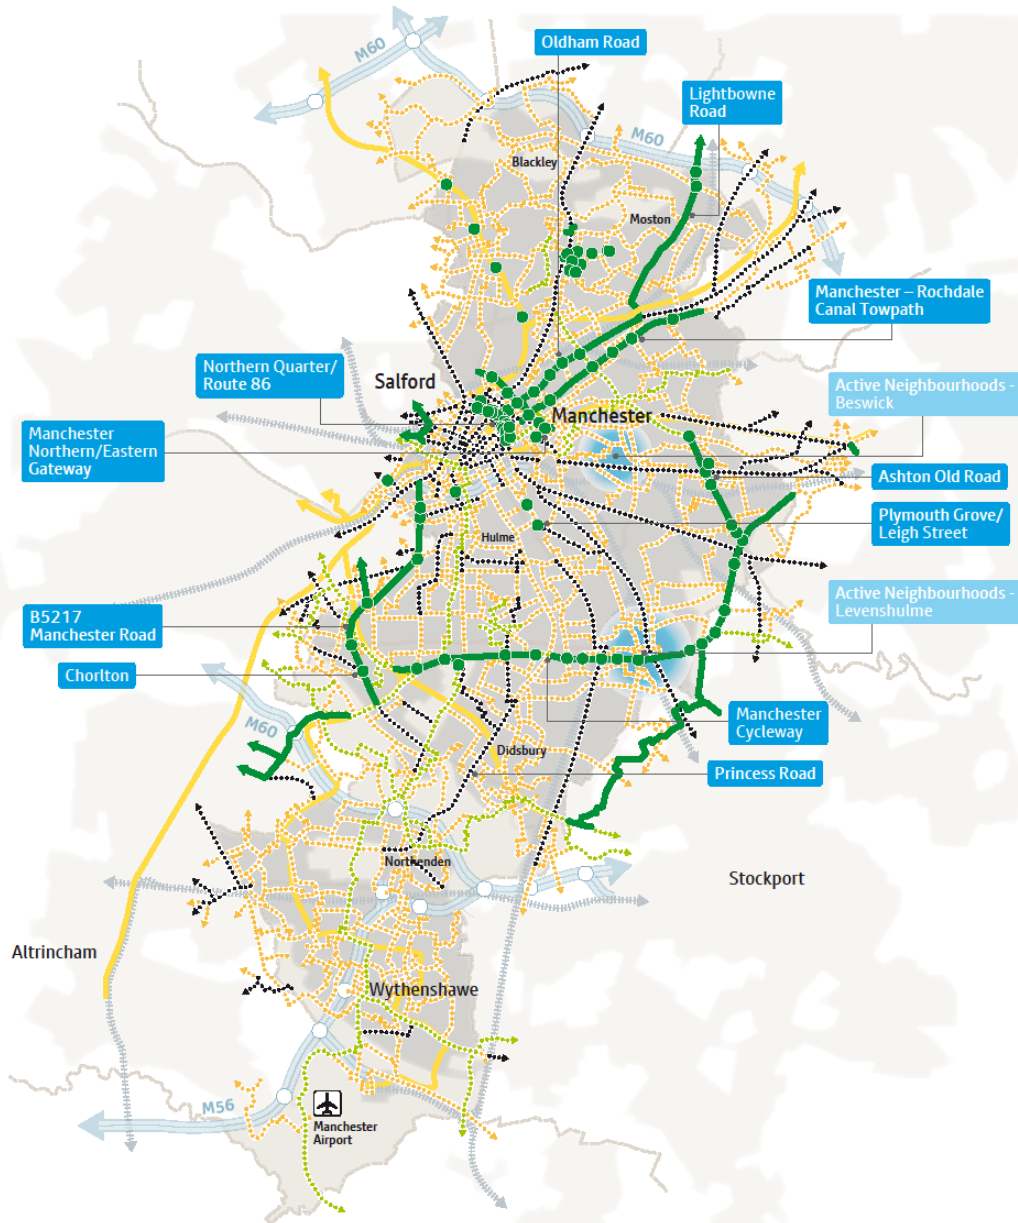 M60
Oldham Road
Lightbowne
Road
M60
Blackley
Moston
Manchester – Rochdale
Canal Towpath
Northern Quarter/
Route 86
Salford
Active Neighbourhoods -
Beswick
Manchester
Manchester
Northern/Eastern
Gateway
Ashton Old Road
Plymouth Grove/
Leigh Street
Hulme
Active Neighbourhoods -
Levenshulme
B5217
Manchester Road
Chorlton
M60
Manchester
Cycleway
Didsbury
Princess Road
Northenden
Stockport
Altrincham
Wythenshawe
M56
Manchester
Airport